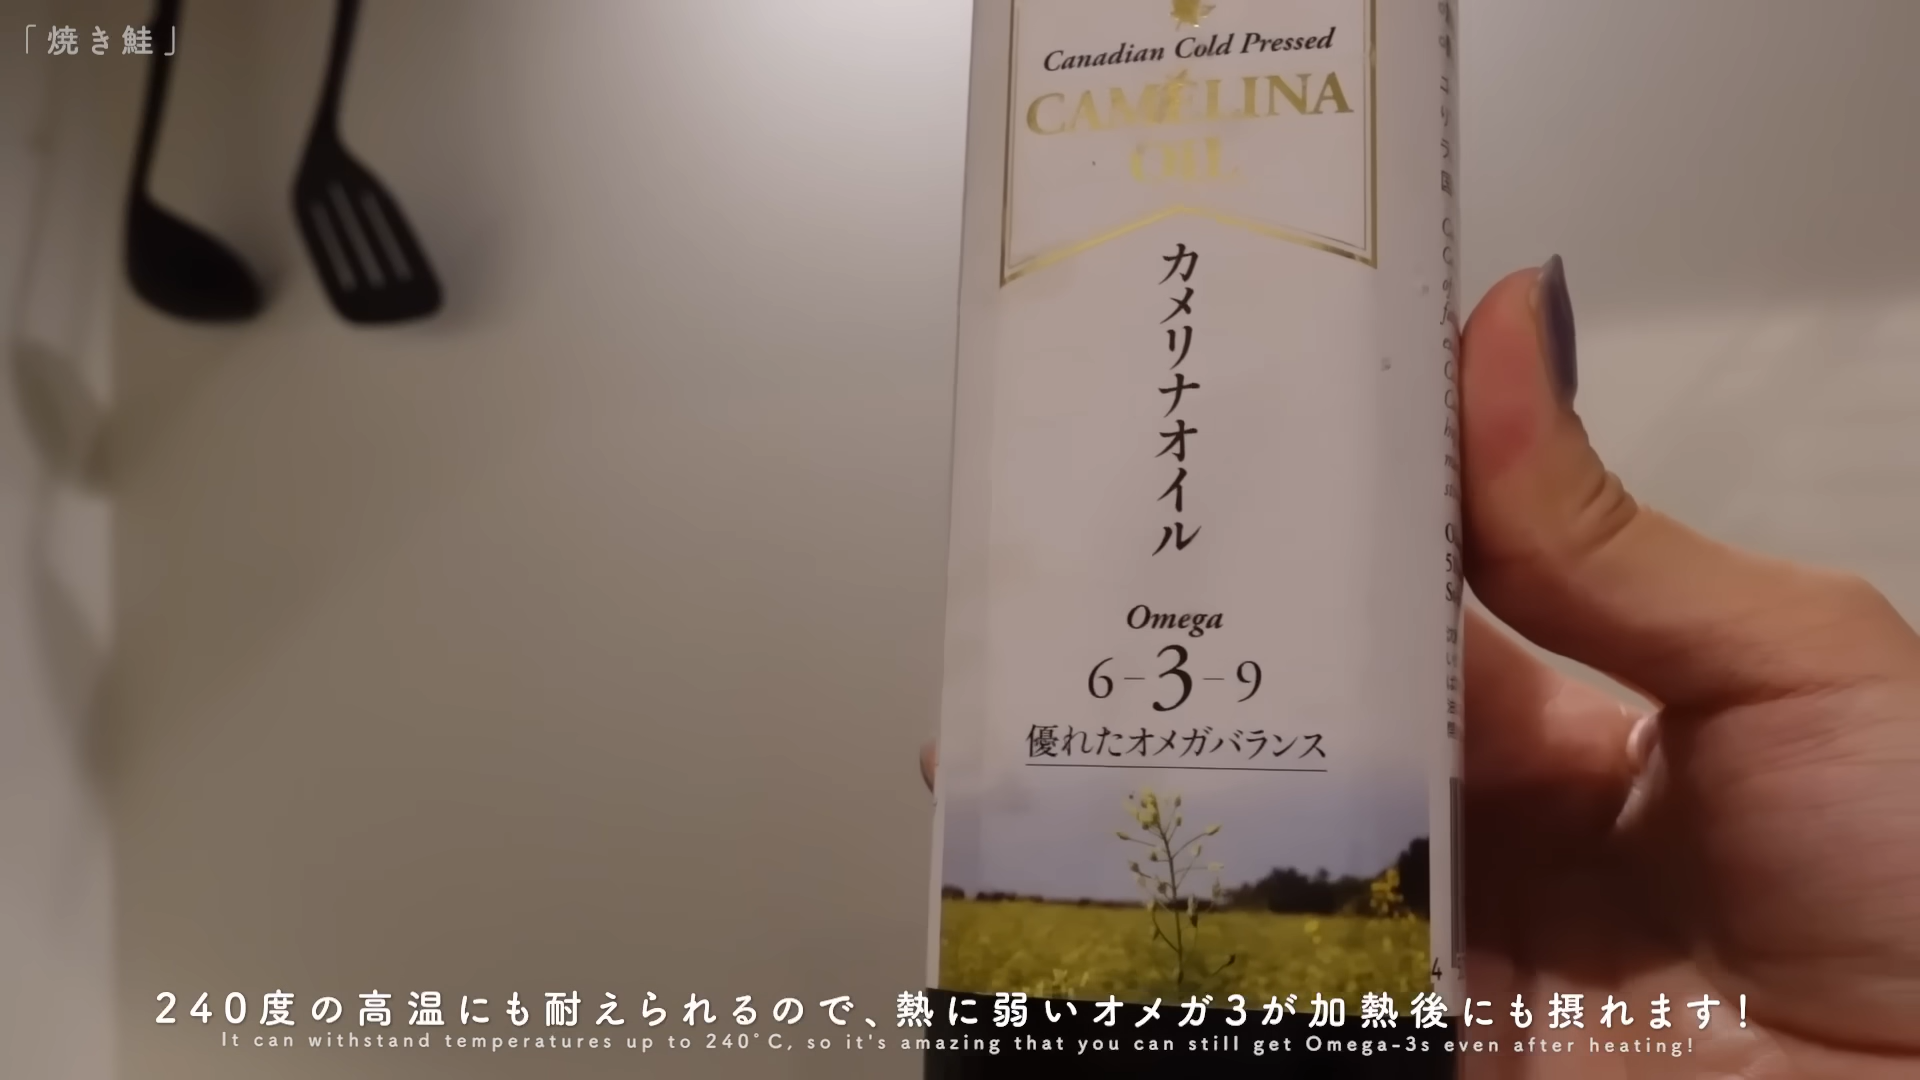 「焼き鮭」
Canadian Cold Pressed
CAMELINA
OIL
カメリナオイル
Omega
6-3-9
優れたオメガバランス
240度の高温にも耐えられるので、熱に弱いオメガ3が加熱後にも摂れます!
It can withstand temperatures up to 240°C, so it's amazing that you can still get Omega-3s even after heating!